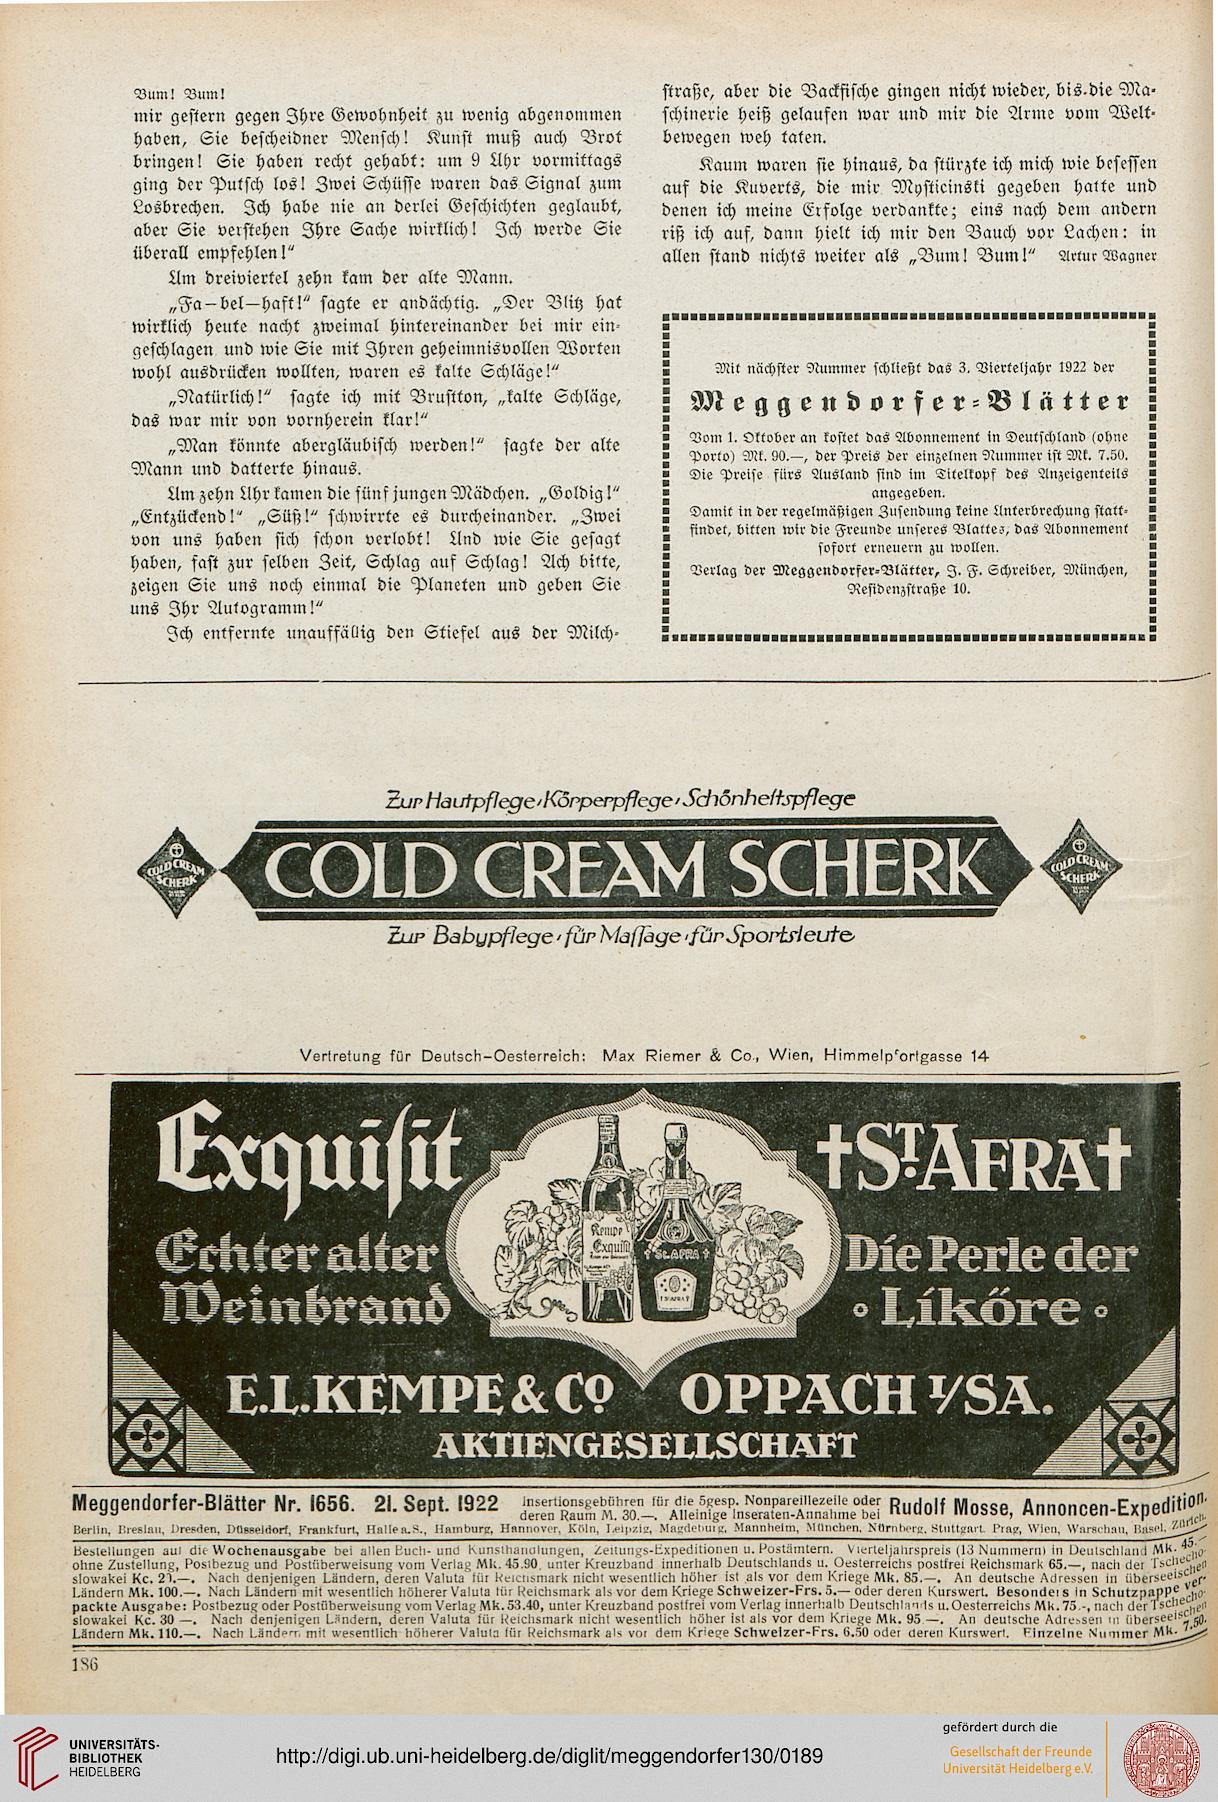 Bum! Bum!
mir gestern gegen Ihre Gewohnheit zu wenig abgenommen
haben, Sie bescheidner Mensch! Kunst muß auch Brot
bringen! Sie haben recht gehabt: um 9 Uhr vormittags
ging der Putsch los! Zwei Schüsse waren das Signal zum
Losbrechen. Ich habe nie an derlei Geschichten geglaubt,
aber Sie verstehen Ihre Sache wirklich! Ich werde Sie
überall empfehlen!“
Um dreiviertel zehn kam der alte Mann.
„Fa—bel—haft!“ sagte er andächtig. „Der Blitz hat
wirklich heute nacht zweimal hintereinander bei mir ein-
geschlagen und wie Sie mit Ihren geheimnisvollen Worten
wohl ausdrücken wollten, waren es kalte Schläge!“
„Natürlich!“ sagte ich mit Brustton, „kalte Schläge,
das war mir von vornherein klar!“
„Man könnte abergläubisch werden!“ sagte der alte
Mann und datterte hinaus.
Um zehn Uhr kamen die fünf jungen Mädchen. „Goldig!“
„Entzückend!“ „Süß!“ schwirrte es durcheinander. „Zwei
von uns haben sich schon verlobt! Und wie Sie gesagt
haben, fast zur selben Zeit, Schlag auf Schlag! Ach bitte,
zeigen Sie uns noch einmal die Planeten und geben Sie
uns Ihr Autogramm!“
Ich entfernte unauffällig den Stiefel aus der Milch-
straße, aber die Backfische gingen nicht wieder, bis die Ma-
schinerie heiß gelaufen war und mir die Arme vom Welt-
bewegen weh taten.
Kaum waren sie hinaus, da stürzte ich mich wie besessen
auf die Kuverts, die mir Mysticinski gegeben hatte und
denen ich meine Erfolge verdankte; eins nach dem andern
riß ich auf, dann hielt ich mir den Bauch vor Lachen: in
allen stand nichts weiter als „Bum! Bum!“ Artur Wagner
Mit nächster Nummer schließt das 3. Vierteljahr 1922 der
Meggendorfer-Blätter
Vom 1. Oktober an kostet das Abonnement in Deutschland (ohne
Porto) Mk. 90.—, der Preis der einzelnen Nummer ist Mk. 7.50.
Die Preise fürs Ausland sind im Titelkopf des Anzeigenteils
angegeben.
Damit in der regelmäßigen Zusendung keine Unterbrechung statt-
findet, bitten wir die Freunde unseres Blattes, das Abonnement
sofort erneuern zu wollen.
Verlag der Meggendorfer-Blätter, J. F. Schreiber, München,
Residenzstraße 10.
Zur Hautpflege, Körperpflege, Schönheitspflege
COLD CREAM SCHERK
COLD CREAM SCHERK
COLD CREAM SCHERK
Zur Babypflege, für Massage, für Sportsleute
Vertretung für Deutsch-Oesterreich: Max Riemer & Co., Wien, Himmelpfortgasse 14
Exquisit
Echter alter
Weinbrand
Kempe
Exquisit
† ST. AFRA †
† ST. AFRA †
† ST. AFRA †
Die Perle der
Liköre
E. L. KEMPE & Co OPPACH I/SA.
AKTIENGESELLSCHAFT
Meggendorfer-Blätter Nr. 1656. 21. Sept. 1922
Insertionsgebühren für die 5gesp. Nonpareillezeile oder
deren Raum M. 30.—. Alleinige Inseraten-Annahme bei
Rudolf Mosse, Annoncen-Expedition.
Berlin, Breslau, Dresden, Düsseldorf, Frankfurt, Halle a. S., Hamburg, Hannover, Köln, Leipzig, Magdeburg, Mannheim, München, Nürnberg, Stuttgart, Prag, Wien, Warschau, Basel, Zürich.
Bestellungen auf die Wochenausgabe bei allen Buch- und Kunsthandlungen, Zeitungs-Expeditionen u. Postämtern. Vierteljahrspreis (13 Nummern) in Deutschland Mk. 45.—
ohne Zustellung, Postbezug und Postüberweisung vom Verlag Mk. 45.90, unter Kreuzband innerhalb Deutschlands u. Oesterreichs postfrei Reichsmark 65.—, nach der Tschecho-
slowakei Kc. 20.—. Nach denjenigen Ländern, deren Valuta für Reichsmark nicht wesentlich höher ist als vor dem Kriege Mk. 85.—. An deutsche Adressen in überseeischen
Ländern Mk. 100.—. Nach Ländern mit wesentlich höherer Valuta für Reichsmark als vor dem Kriege Schweizer-Frs. 5.— oder deren Kurswert. Besonders in Schutzpappe ver-
packte Ausgabe: Postbezug oder Postüberweisung vom Verlag Mk. 53.40, unter Kreuzband postfrei vom Verlag innerhalb Deutschlands u. Oesterreichs Mk. 75.-, nach der Tschecho-
slowakei Kc. 30 —. Nach denjenigen Ländern, deren Valuta für Reichsmark nicht wesentlich höher ist als vor dem Kriege Mk. 95 —. An deutsche Adressen in überseeischen
Ländern Mk. 110.—. Nach Ländern mit wesentlich höherer Valuta für Reichsmark als vor dem Kriege Schweizer-Frs. 6.50 oder deren Kurswert. Einzelne Nummer Mk. 7.50.
186
UNIVERSITÄTS-
BIBLIOTHEK
HEIDELBERG
http://digi.ub.uni-heidelberg.de/diglit/meggendorfer130/0189
gefördert durch die
Gesellschaft der Freunde
Universität Heidelberg e.V.